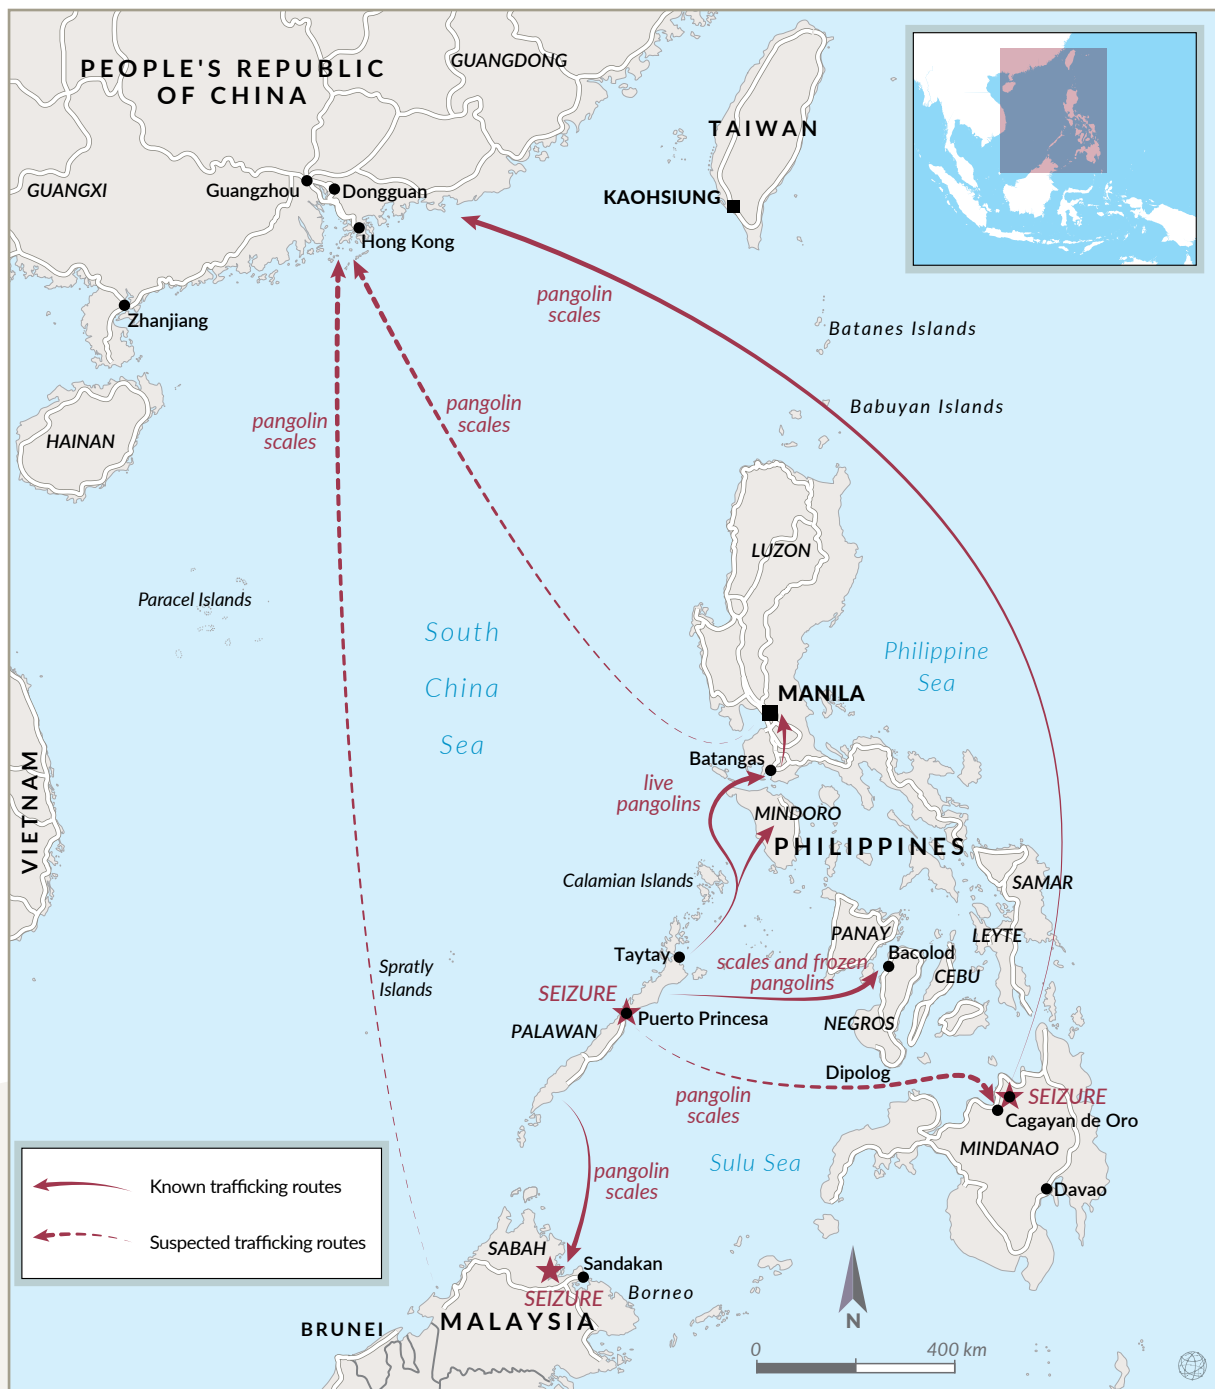 PEOPLE'S REPUBLIC
OF CHINA
GUANGDONG
TAIWAN
GUANGXI
Guangzhou
Dongguan
KAOHSIUNG
Hong Kong
Zhanjiang
pangolin
scales
Batanes Islands
Babuyan Islands
pangolin
scales
pangolin
scales
HAINAN
LUZON
Paracel Islands
South
China
Sea
Philippine
Sea
MANILA
Batangas
VIETNAM
live
pangolins
MINDORO
PHILIPPINES
Calamian Islands
SAMAR
PANAY
LEYTE
Taytay
Bacolod
scales and frozen
pangolins
CEBU
Spratly
Islands
SEIZURE
Puerto Princesa
PALAWAN
NEGROS
Dipolog
pangolin
scales
SEIZURE
Cagayan de Oro
MINDANAO
Sulu Sea
pangolin
scales
Davao
Known trafficking routes
Suspected trafficking routes
SABAH
Sandakan
SEIZURE
Borneo
MALAYSIA
BRUNEI
N
0
400 km